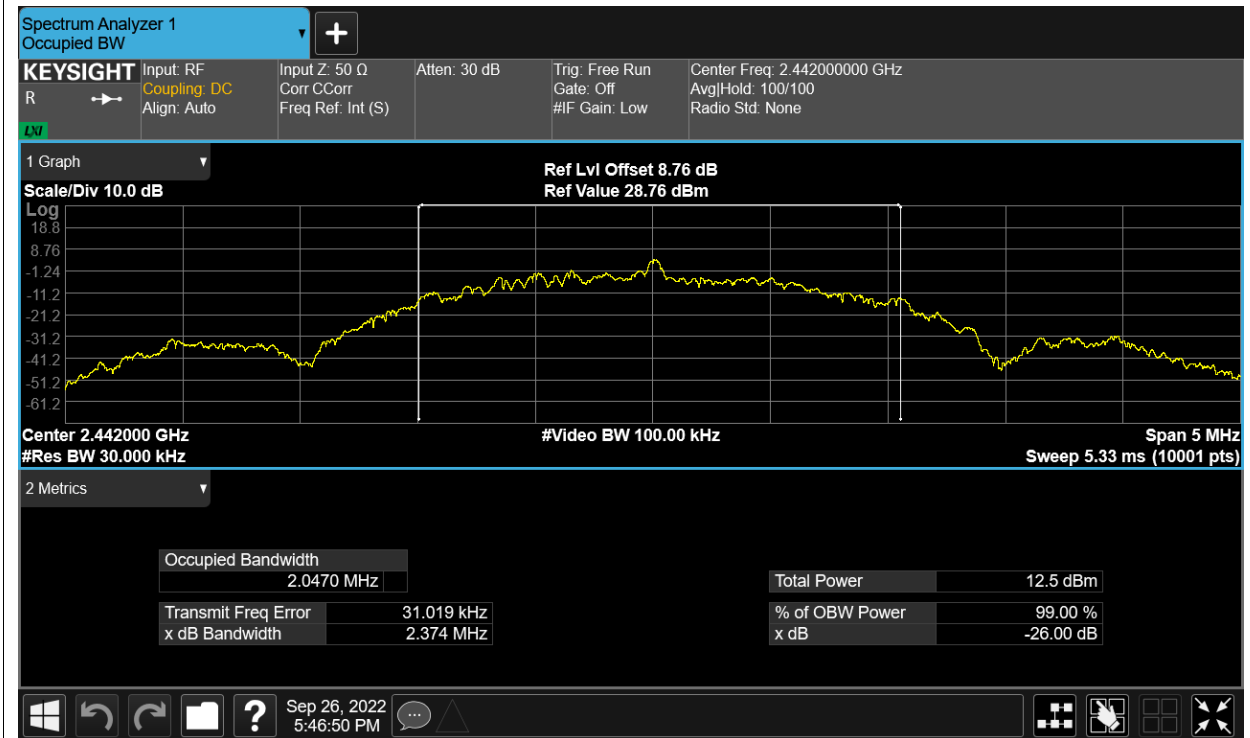 Spectrum Analyzer 1
Occupied BW
KEYSIGHT
R
LXI
Input: RF
Coupling: DC
Align: Auto
Input Z: 50 Ω
Corr CCorr
Freq Ref: Int (S)
Atten: 30 dB
Trig: Free Run
Gate: Off
#IF Gain: Low
Center Freq: 2.442000000 GHz
Avg|Hold: 100/100
Radio Std: None
1 Graph
Scale/Div 10.0 dB
Ref Lvl Offset 8.76 dB
Ref Value 28.76 dBm
Log
18.8
8.76
-1.24
-11.2
-21.2
-31.2
-41.2
-51.2
-61.2
Center 2.442000 GHz
#Video BW 100.00 kHz
Span 5 MHz
#Res BW 30.000 kHz
Sweep 5.33 ms (10001 pts)
2 Metrics
Occupied Bandwidth
2.0470 MHz
Transmit Freq Error 31.019 kHz
x dB Bandwidth 2.374 MHz
Total Power 12.5 dBm
% of OBW Power 99.00 %
x dB -26.00 dB
?
Sep 26, 2022
5:46:50 PM